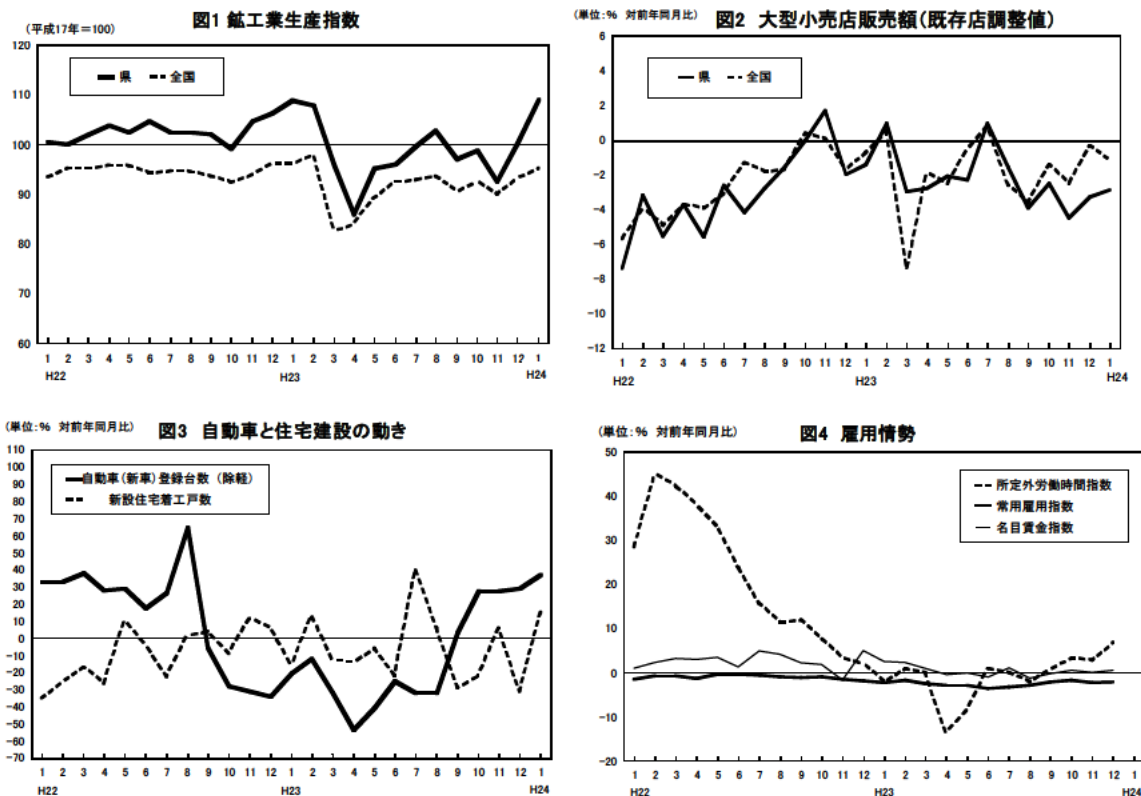 図1 鉱工業生産指数
(平成17年=100)
県 全国
120
110
100
90
80
70
60
1 2 3 4 5 6 7 8 9 10 11 12 1 2 3 4 5 6 7 8 9 10 11 12 1
H22 H23 H24
(単位:% 対前年同月比) 図2 大型小売店販売額(既存店調整値)
県 全国
6
4
2
0
-2
-4
-6
-8
-10
-12
1 2 3 4 5 6 7 8 9 10 11 12 1 2 3 4 5 6 7 8 9 10 11 12 1
H22 H23 H24
(単位:% 対前年同月比) 図3 自動車と住宅建設の動き
自動車(新車)登録台数 (除軽)
新設住宅着工戸数
110
100
90
80
70
60
50
40
30
20
10
0
-10
-20
-30
-40
-50
-60
-70
1 2 3 4 5 6 7 8 9 10 11 12 1 2 3 4 5 6 7 8 9 10 11 12 1
H22 H23 H24
(単位:% 対前年同月比) 図4 雇用情勢
所定外労働時間指数
常用雇用指数
名目賃金指数
50
40
30
20
10
0
-10
-20
1 2 3 4 5 6 7 8 9 10 11 12 1 2 3 4 5 6 7 8 9 10 11 12 1
H22 H23 H24